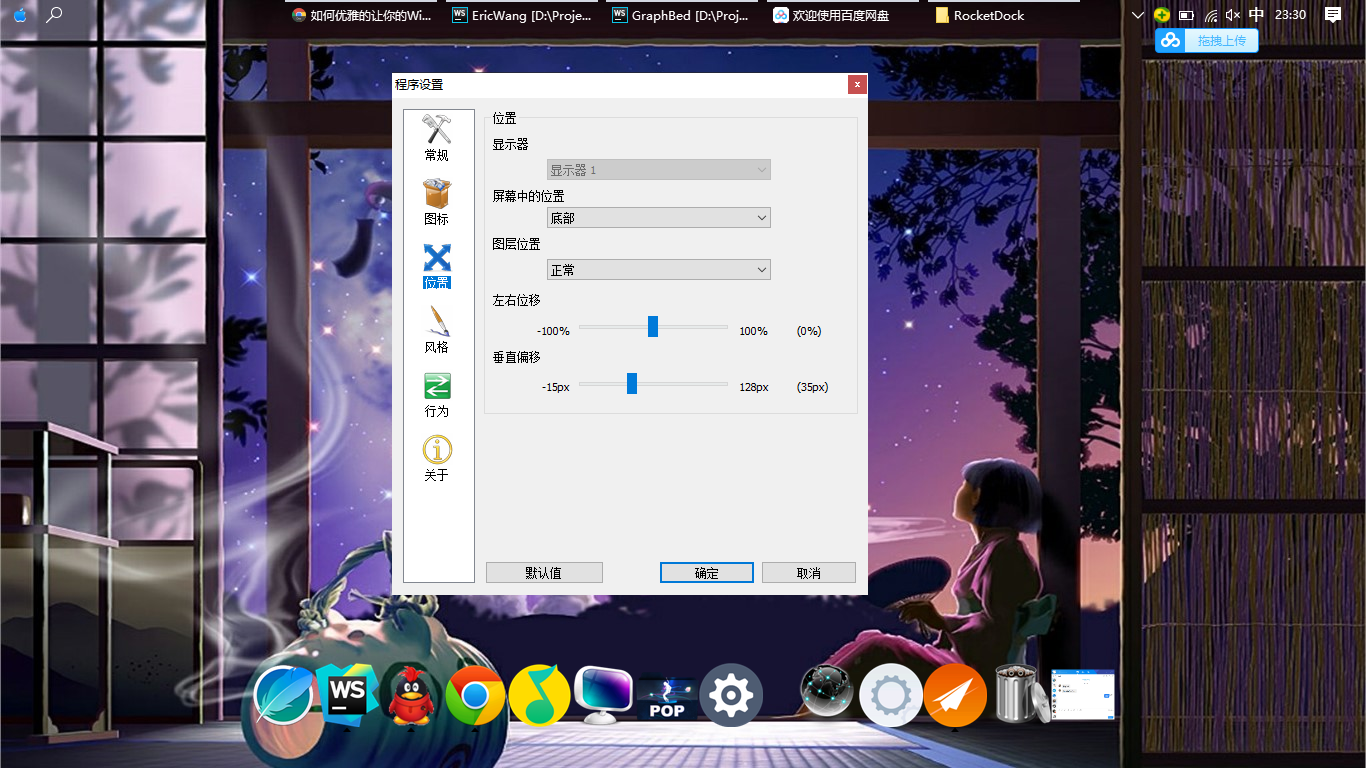 如何优雅的让你的Wi...
WS EricWang [D:\Proje...
WS GraphBed [D:\Proj...
欢迎使用百度网盘
RocketDock
中
23:30
拖拽上传
程序设置
常规
图标
位置
风格
行为
关于
位置
显示器
显示器 1
屏幕中的位置
底部
图层位置
正常
左右位移
-100% 100% (0%)
垂直偏移
-15px 128px (35px)
默认值
确定
取消
WS
POP